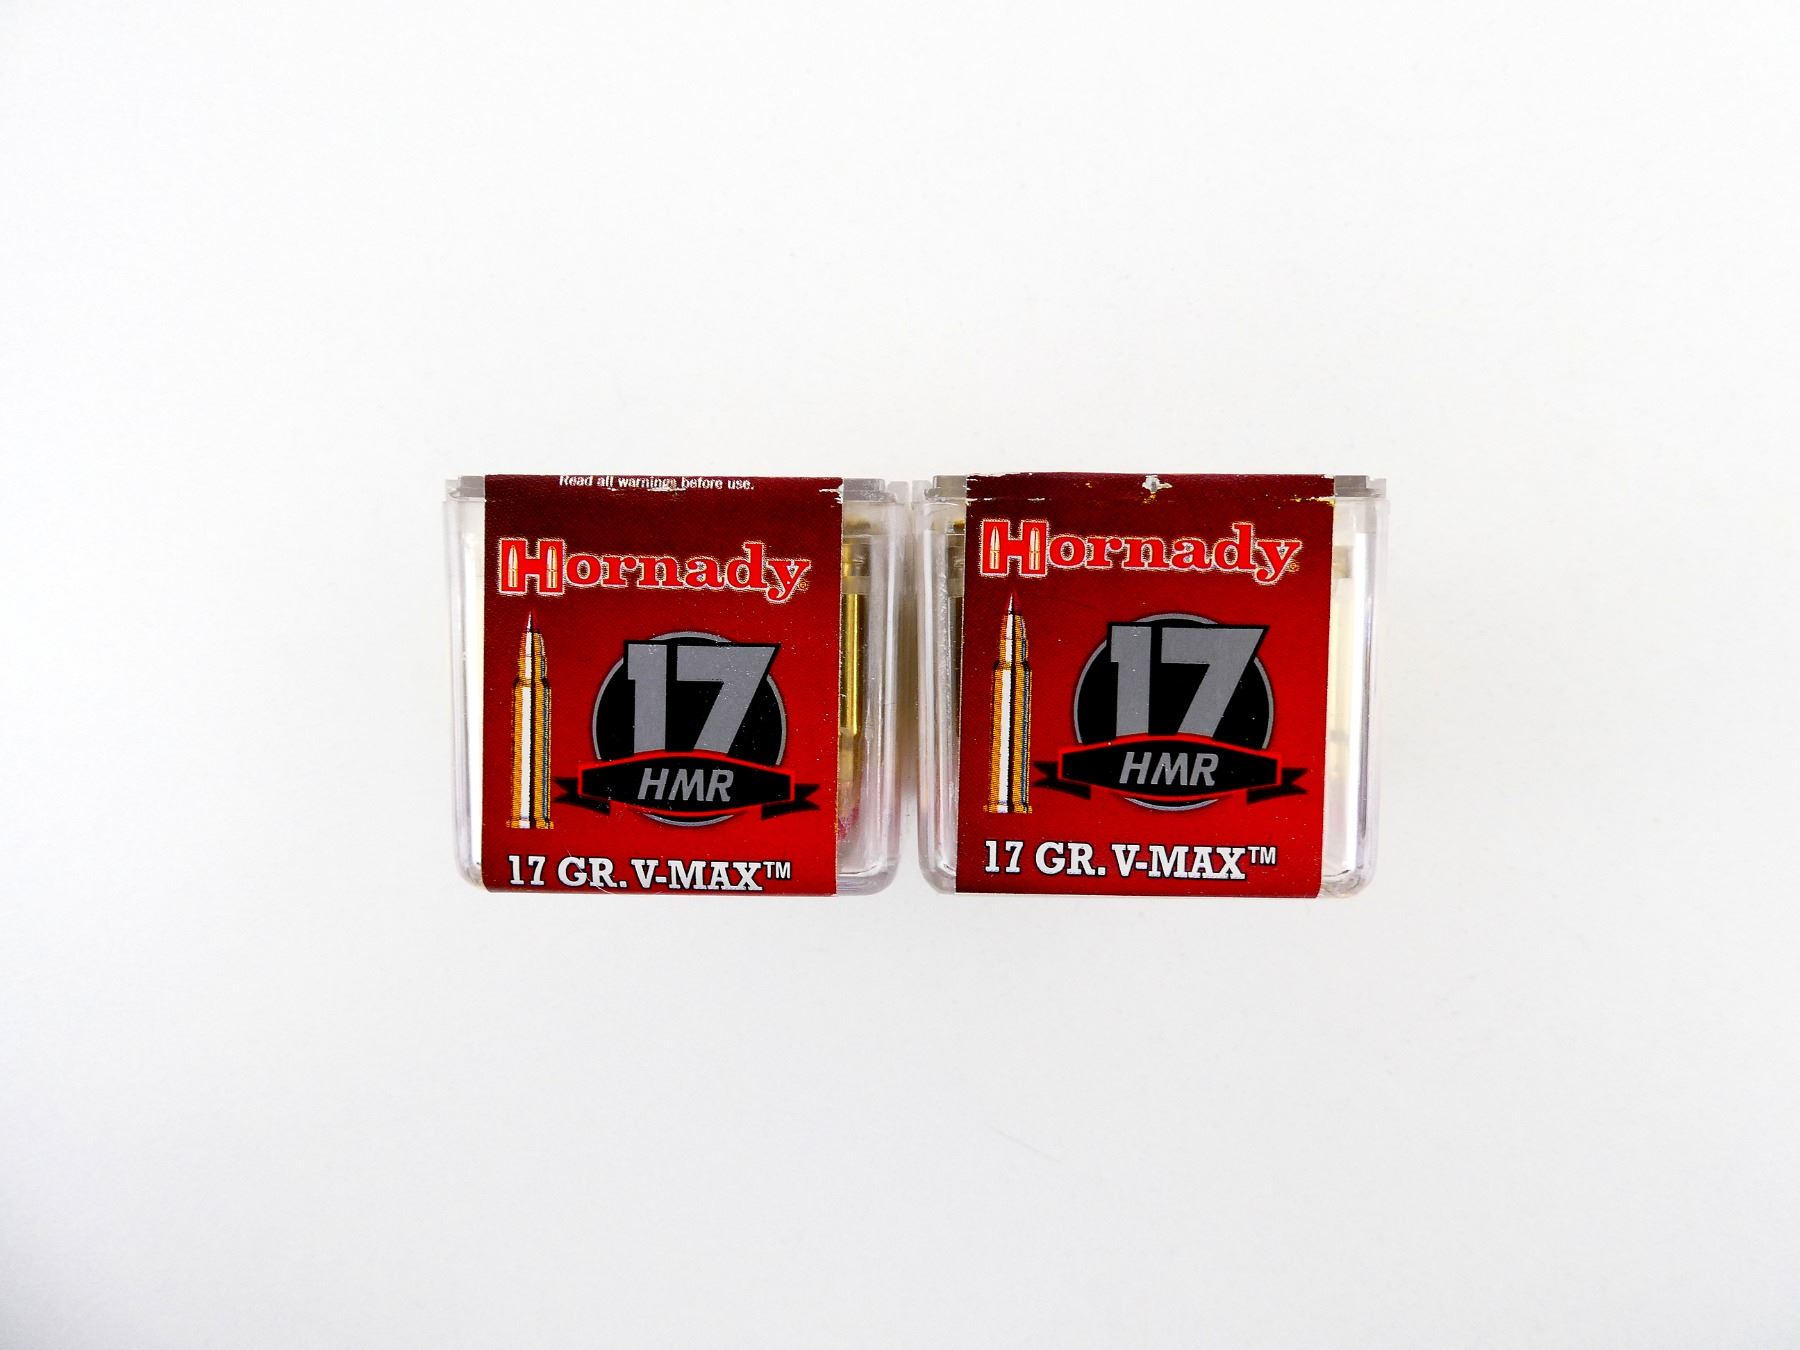 Read all warnings before use.
Hornady®
17
HMR
17 GR. V-MAX™
Hornady®
17
HMR
17 GR. V-MAX™